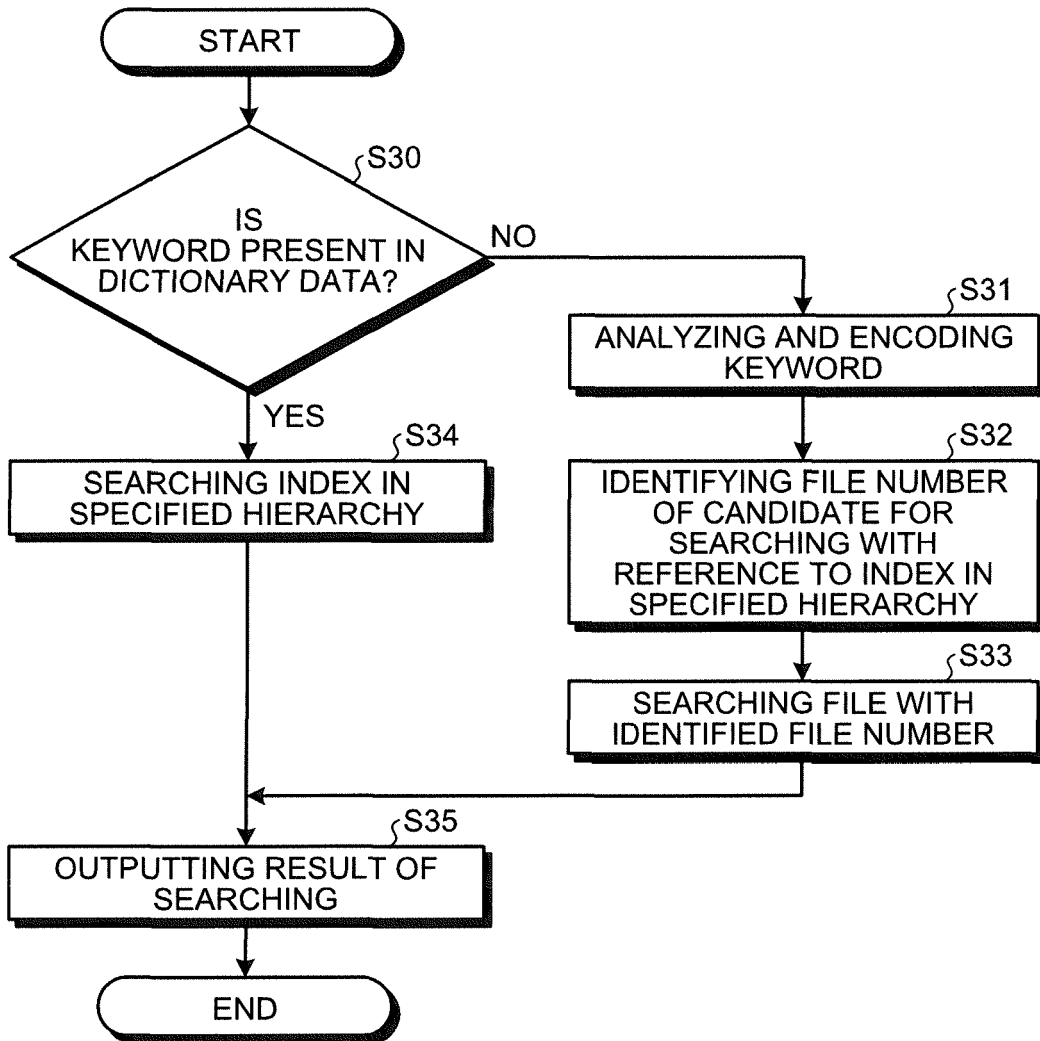 START
S30
IS
KEYWORD PRESENT IN
DICTIONARY DATA?
NO
YES
S31
ANALYZING AND ENCODING
KEYWORD
S32
IDENTIFYING FILE NUMBER
OF CANDIDATE FOR
SEARCHING WITH
REFERENCE TO INDEX IN
SPECIFIED HIERARCHY
S33
SEARCHING FILE WITH
IDENTIFIED FILE NUMBER
S34
SEARCHING INDEX IN
SPECIFIED HIERARCHY
S35
OUTPUTTING RESULT OF
SEARCHING
END